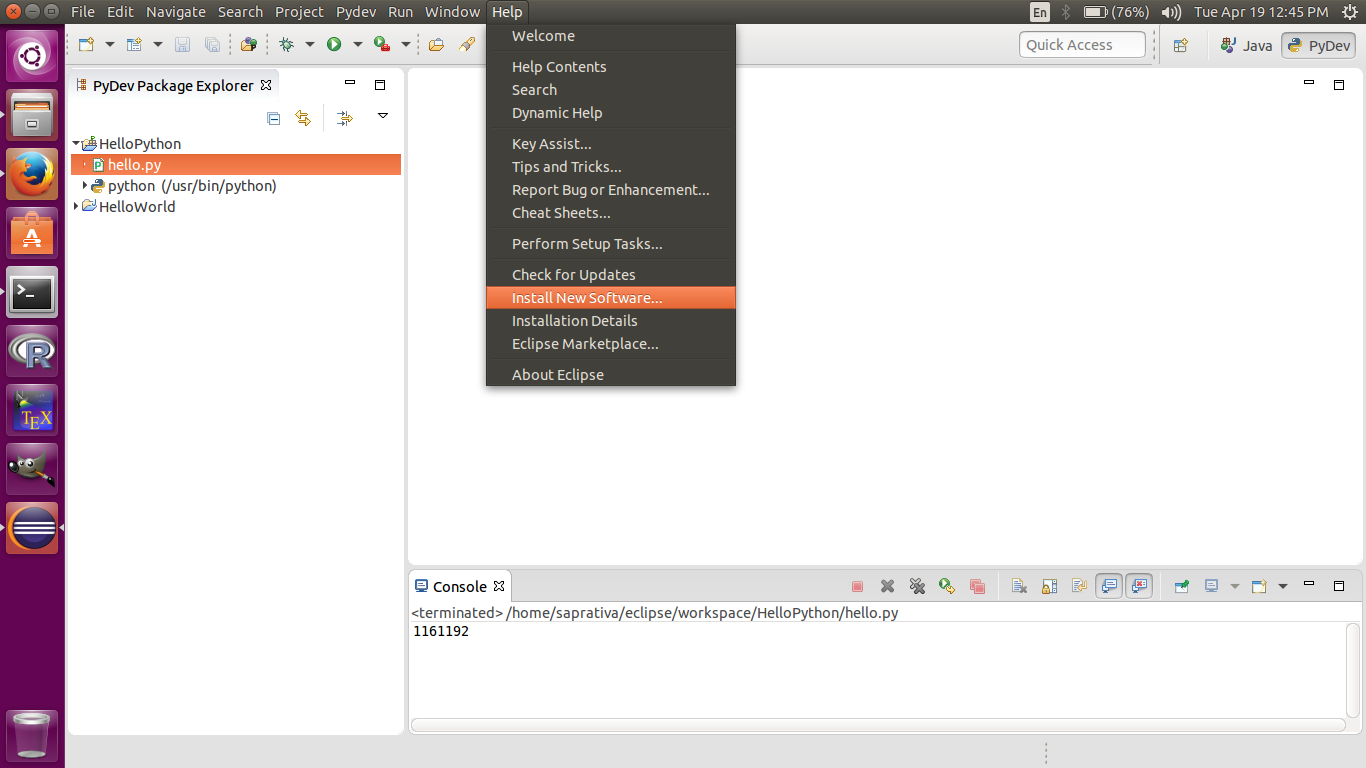 File Edit Navigate Search Project Pydev Run Window Help En (76%) Tue Apr 19 12:45 PM
Quick Access Java PyDev
PyDev Package Explorer
HelloPython
hello.py
python (/usr/bin/python)
HelloWorld
Welcome
Help Contents
Search
Dynamic Help
Key Assist...
Tips and Tricks...
Report Bug or Enhancement...
Cheat Sheets...
Perform Setup Tasks...
Check for Updates
Install New Software...
Installation Details
Eclipse Marketplace...
About Eclipse
Console
<terminated> /home/saprativa/eclipse/workspace/HelloPython/hello.py
1161192
A
>_
R
TEX